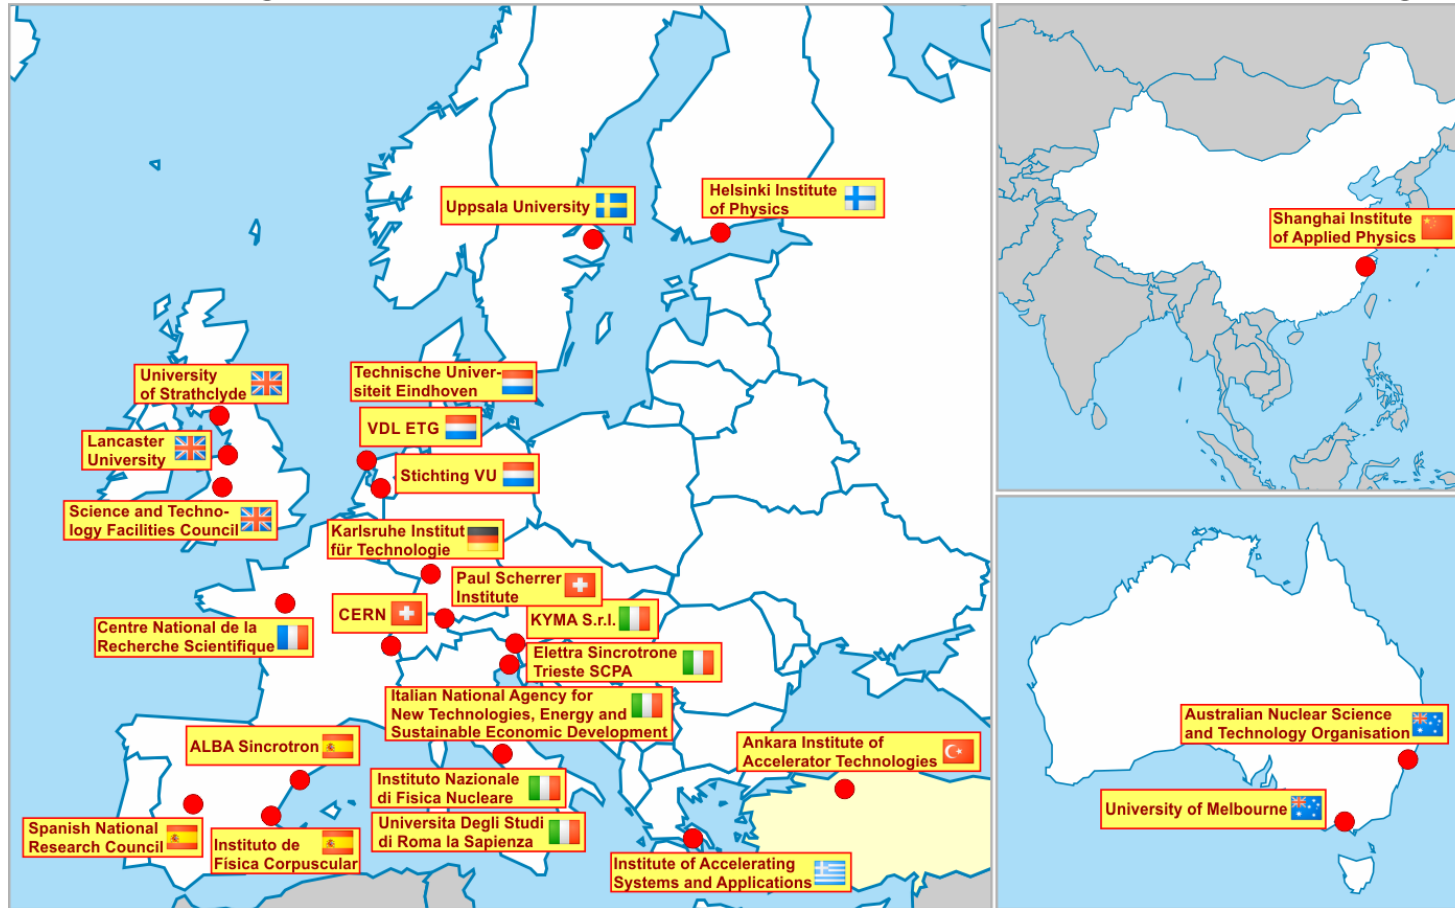 Uppsala University
Helsinki Institute
of Physics
Shanghai Institute
of Applied Physics
University
of Strathclyde
Technische Univer-
siteit Eindhoven
VDL ETG
Lancaster
University
Stichting VU
Science and Techno-
logy Facilities Council
Karlsruhe Institut
für Technologie
Paul Scherrer
Institute
CERN
KYMA S.r.l.
Centre National de la
Recherche Scientifique
Elettra Sincrotrone
Trieste SCPA
Italian National Agency for
New Technologies, Energy and
Sustainable Economic Development
ALBA Sincrotron
Ankara Institute of
Accelerator Technologies
Australian Nuclear Science
and Technology Organisation
Instituto Nazionale
di Fisica Nucleare
University of Melbourne
Spanish National
Research Council
Instituto de
Física Corpuscular
Universita Degli Studi
di Roma la Sapienza
Institute of Accelerating
Systems and Applications